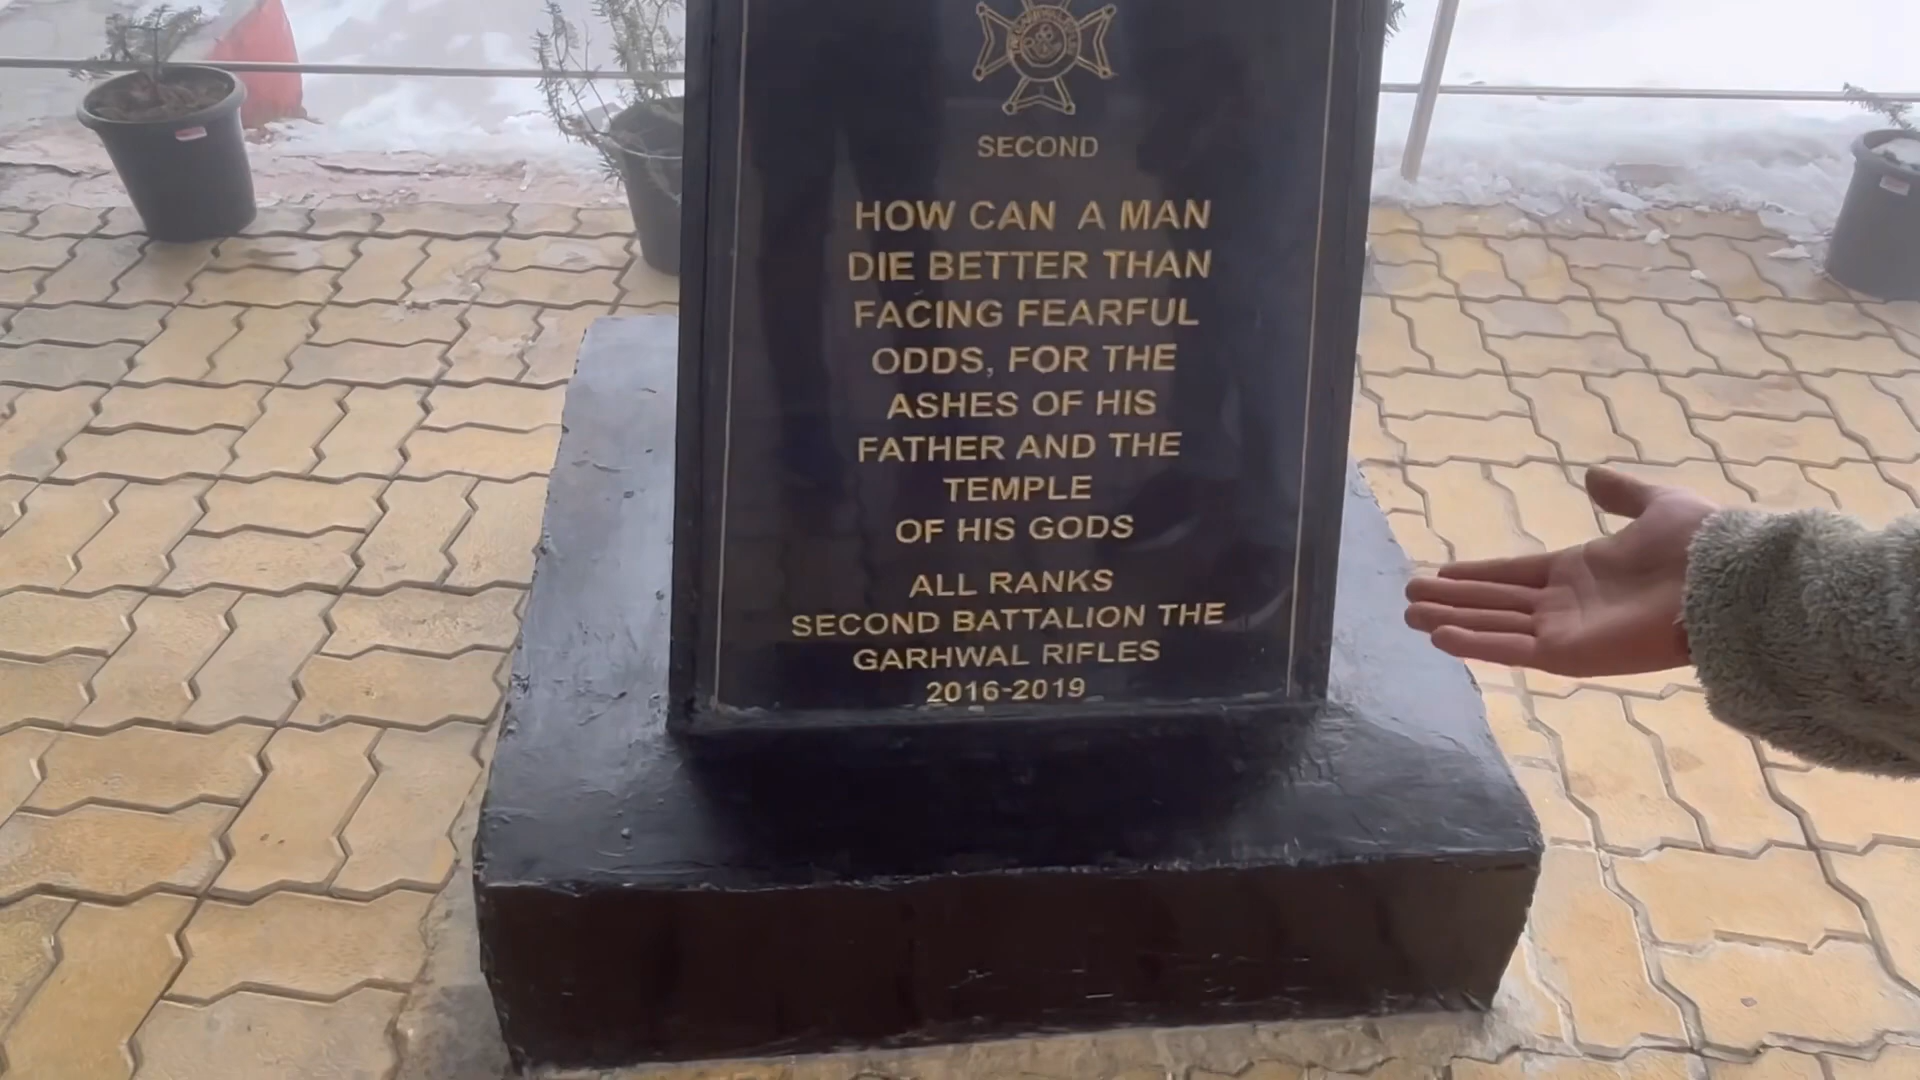 SECOND
HOW CAN A MAN
DIE BETTER THAN
FACING FEARFUL
ODDS, FOR THE
ASHES OF HIS
FATHER AND THE
TEMPLE
OF HIS GODS
ALL RANKS
SECOND BATTALION THE
GARHWAL RIFLES
2016-2019